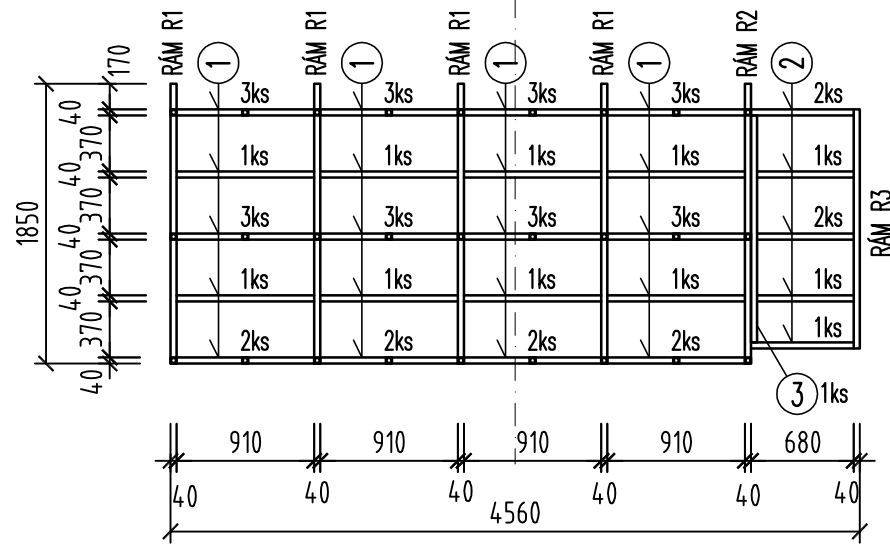 RÁM R1 RÁM R1 RÁM R1 RÁM R1 RÁM R2
1 1 1 1 2
170
3ks 3ks 3ks 3ks 2ks
40
370
1ks 1ks 1ks 1ks 1ks
40
370
1850
3ks 3ks 3ks 3ks 2ks
RÁM R3
40
370
1ks 1ks 1ks 1ks 1ks
40
370
2ks 2ks 2ks 2ks 1ks
40
3 1ks
910 910 910 910 680
40 40 40 40 40 40
4560